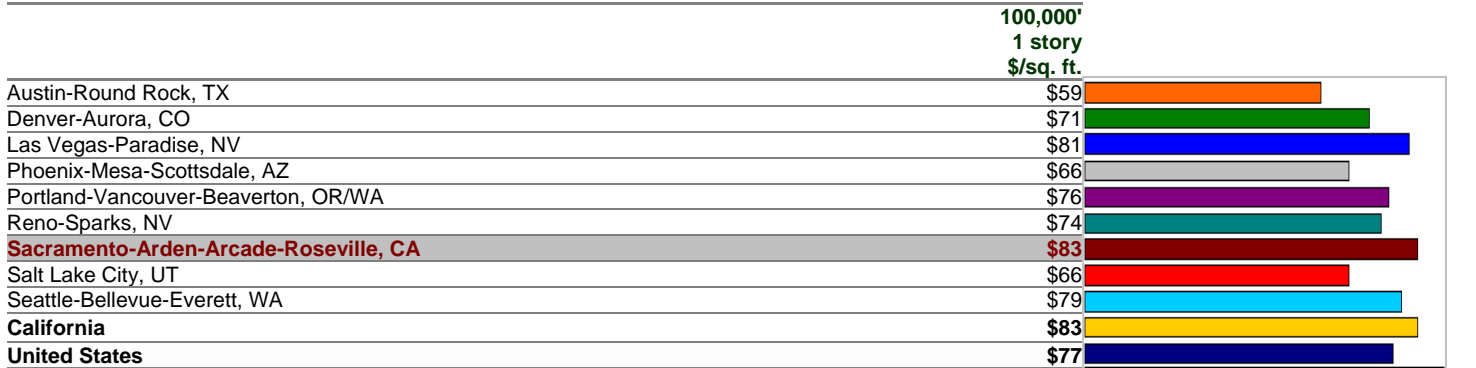 100,000'
1 story
$/sq. ft.
Austin-Round Rock, TX $59
Denver-Aurora, CO $71
Las Vegas-Paradise, NV $81
Phoenix-Mesa-Scottsdale, AZ $66
Portland-Vancouver-Beaverton, OR/WA $76
Reno-Sparks, NV $74
Sacramento-Arden-Arcade-Roseville, CA $83
Salt Lake City, UT $66
Seattle-Bellevue-Everett, WA $79
California $83
United States $77